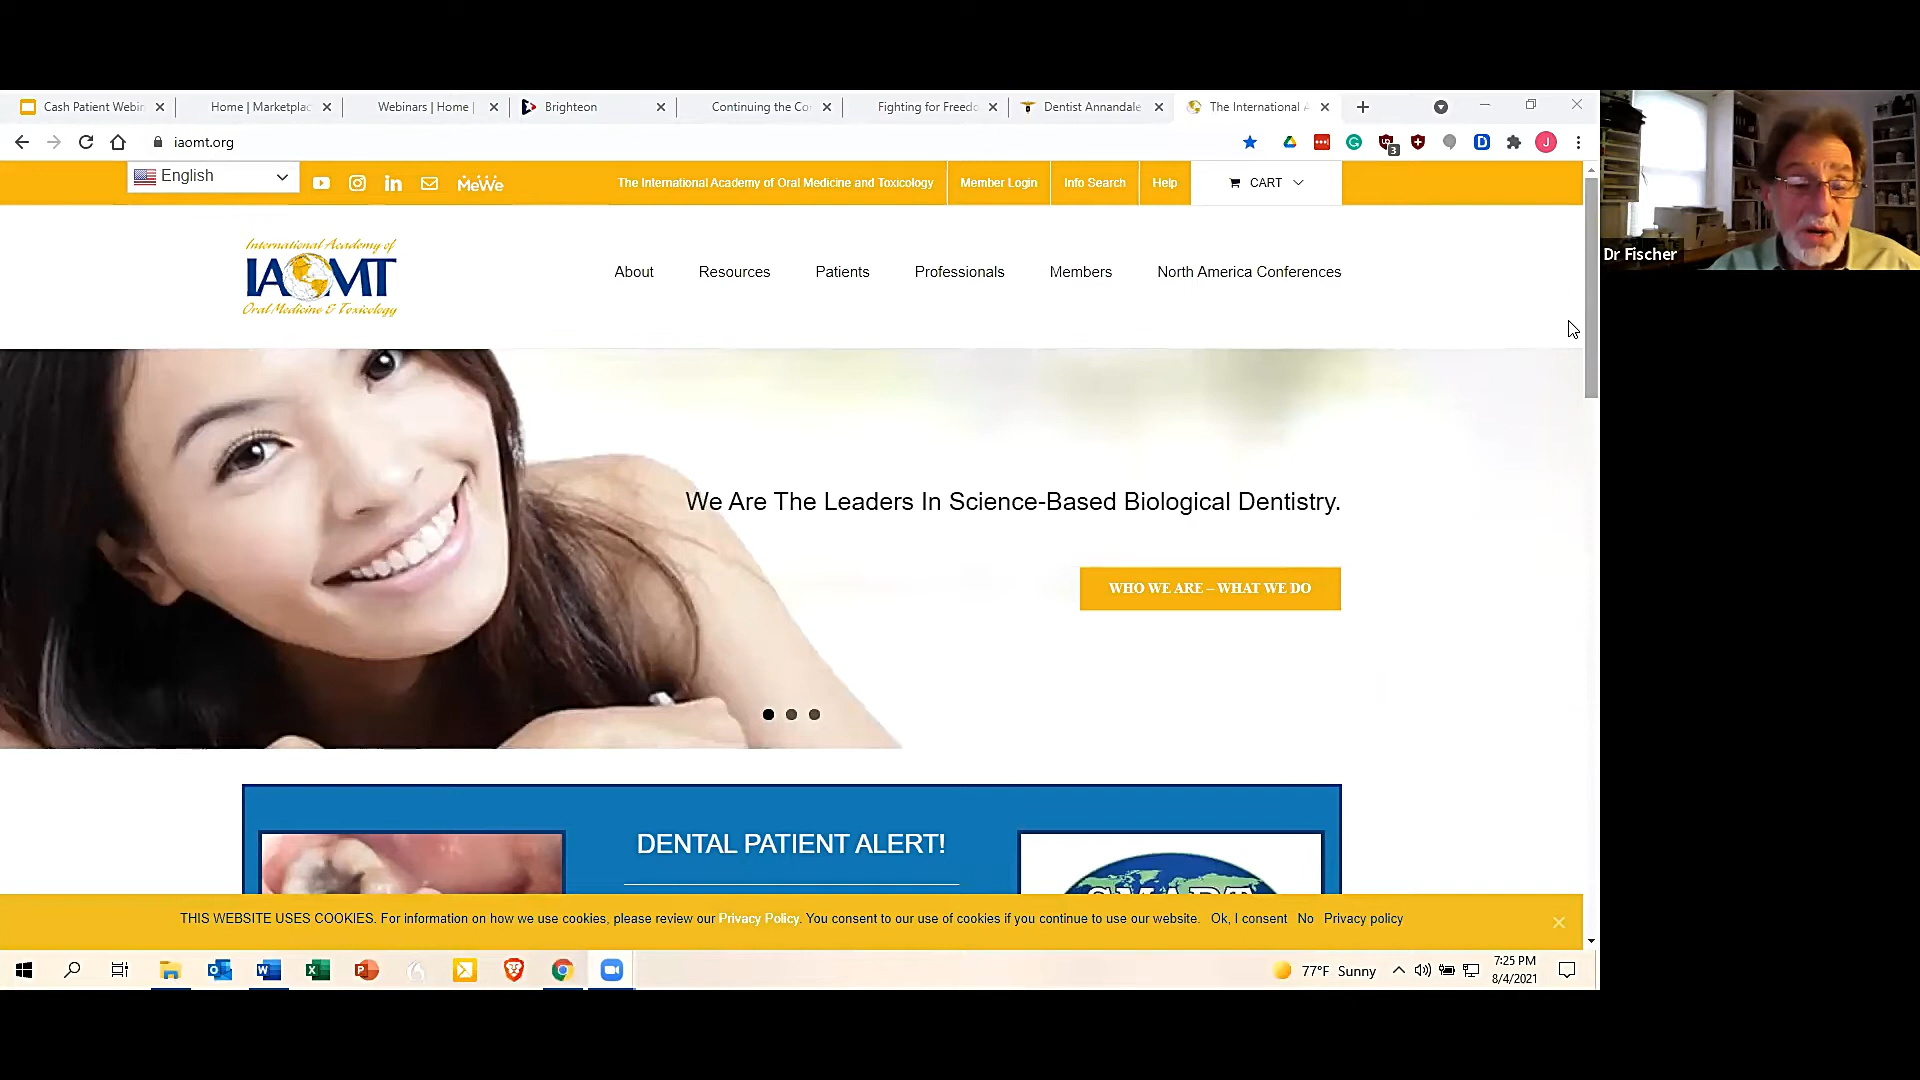 Cash Patient Webin
Home | Marketplac
Webinars | Home |
Brighteon
Continuing the Co
Fighting for Freedo
Dentist Annandale
The International A
iaomt.org
3
D
J
English
MeWe
The International Academy of Oral Medicine and Toxicology
Member Login
Info Search
Help
CART
International Academy of
IAOMT
Oral Medicine & Toxicology
About
Resources
Patients
Professionals
Members
North America Conferences
Dr Fischer
We Are The Leaders In Science-Based Biological Dentistry.
WHO WE ARE – WHAT WE DO
DENTAL PATIENT ALERT!
SMART
THIS WEBSITE USES COOKIES. For information on how we use cookies, please review our Privacy Policy. You consent to our use of cookies if you continue to use our website. Ok, I consent No Privacy policy
77°F Sunny
7:25 PM
8/4/2021